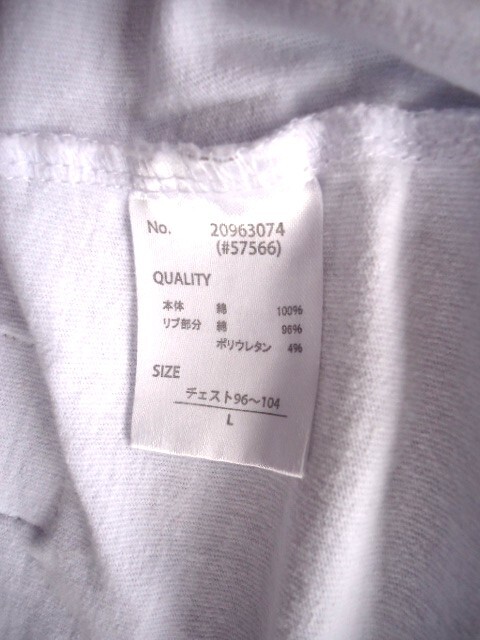 No. 20963074
(#57566)
QUALITY
本体 綿 100%
リブ部分 綿 96%
ポリウレタン 4%
SIZE
チェスト96～104
L